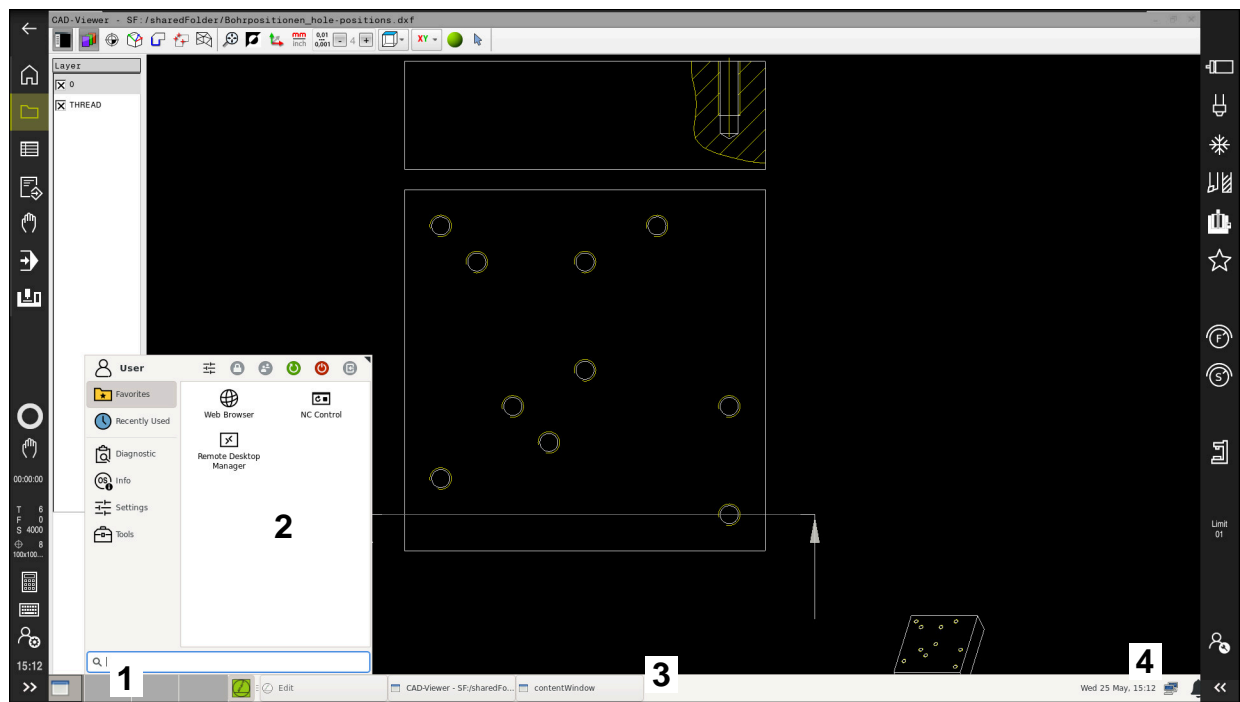 CAD-Viewer - SF:/sharedFolder/Bohrpositionen_hole-positions.dxf
mm
inch
0,01
0,001
4
XY
Layer
0
THREAD
User
Favorites
Recently Used
Diagnostic
Info
Settings
Tools
OS
Web Browser
NC Control
Remote Desktop
Manager
2
00:00:00
T 6
F 0
S 4000
8
100x100...
15:12
1
Edit
CAD-Viewer - SF:/sharedFo...
contentWindow
3
4
Wed 25 May, 15:12
F
S
Limit
01